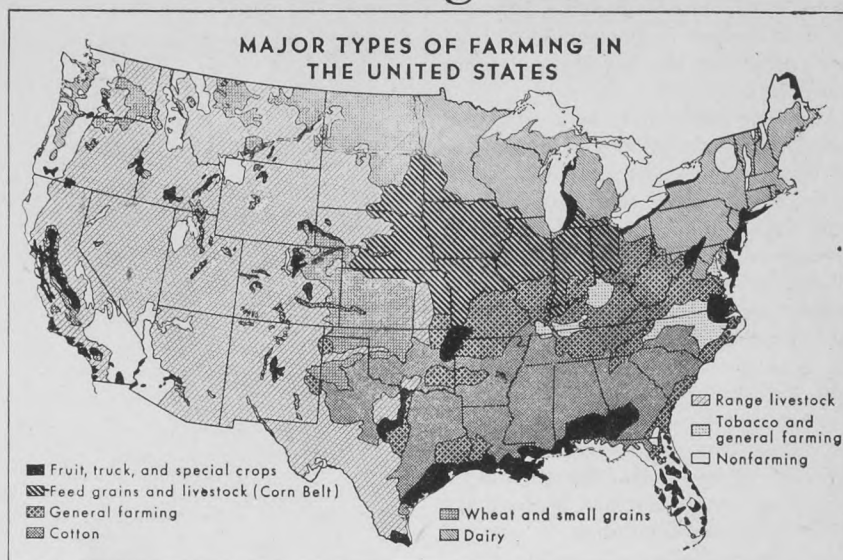 MAJOR TYPES OF FARMING IN
THE UNITED STATES
Range livestock
Tobacco and
general farming
Nonfarming
Fruit, truck, and special crops
Feed grains and livestock (Corn Belt)
General farming
Cotton
Wheat and small grains
Dairy